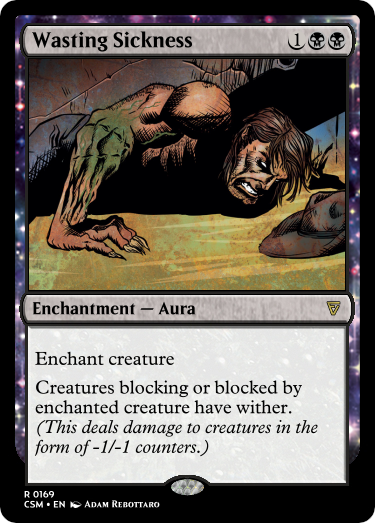 Wasting Sickness 1
Enchantment — Aura
Enchant creature
Creatures blocking or blocked by
enchanted creature have wither.
(This deals damage to creatures in the
form of -1/-1 counters.)
R 0169
CSM • EN Adam Rebottaro